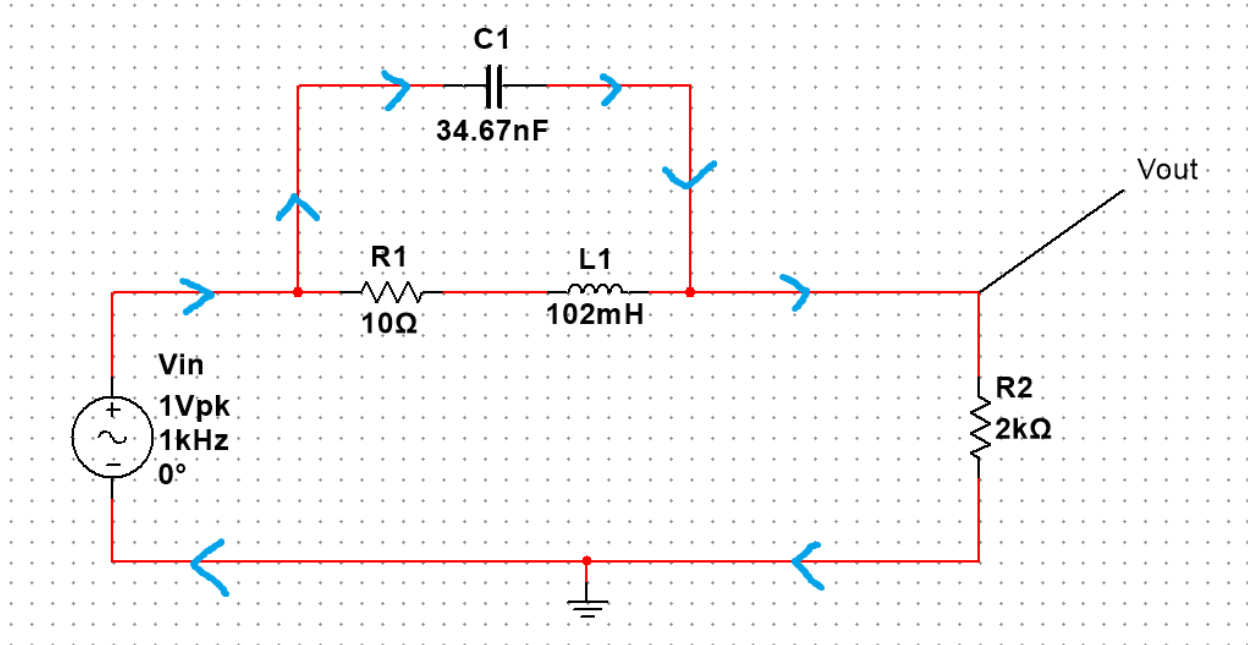 C1
34.67nF
Vout
R1
10Ω
L1
102mH
Vin
1Vpk
1kHz
0°
R2
2kΩ